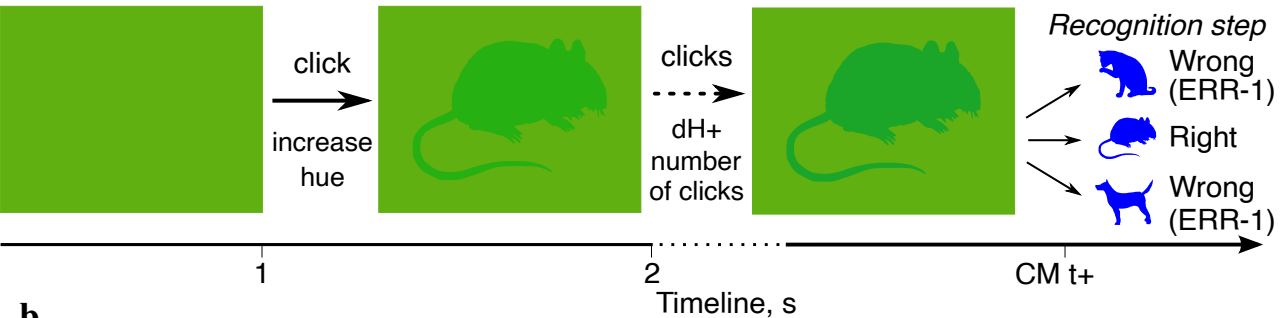 click
increase
hue
clicks
dH+
number
of clicks
Recognition step
Wrong
(ERR-1)
Right
Wrong
(ERR-1)
1
2
CM t+
Timeline, s
b